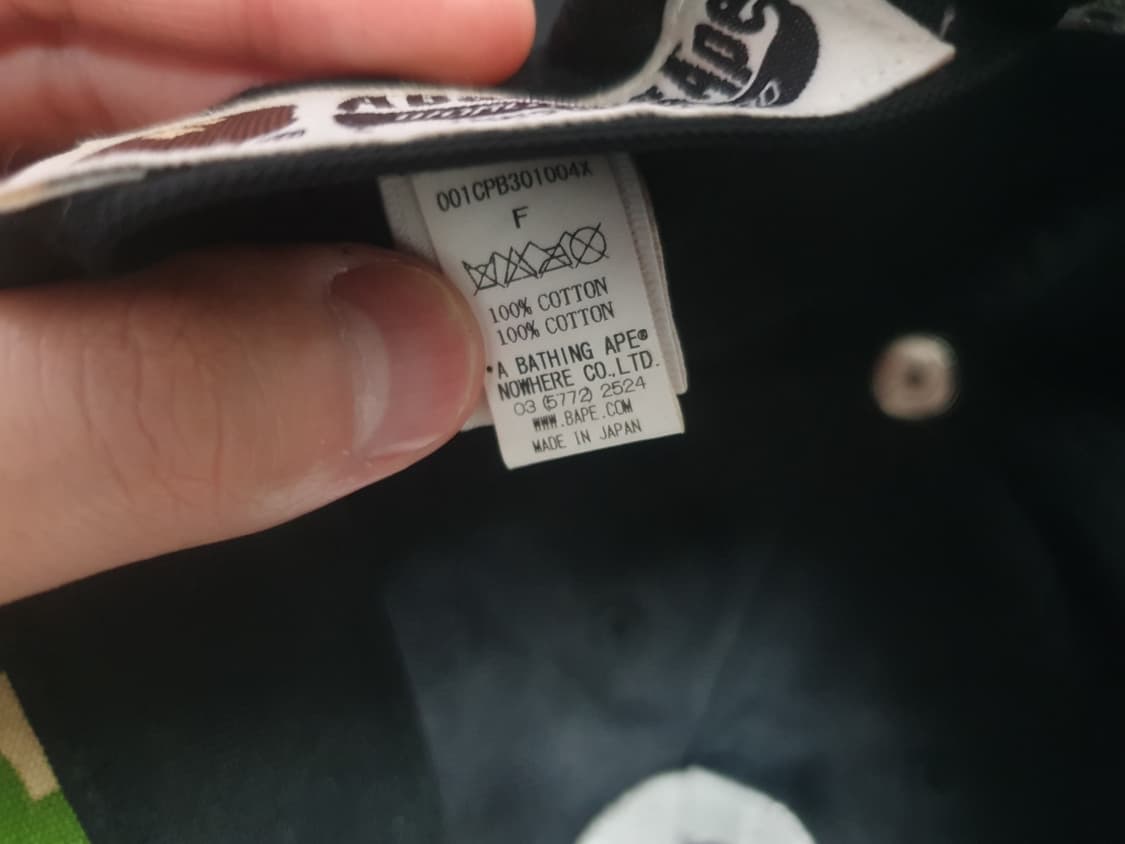 APE
001CPB301004X
F
100% COTTON
100% COTTON
A BATHING APE®
NOWHERE CO.,LTD.
03 (5772) 2524
WWW.BAPE.COM
MADE IN JAPAN